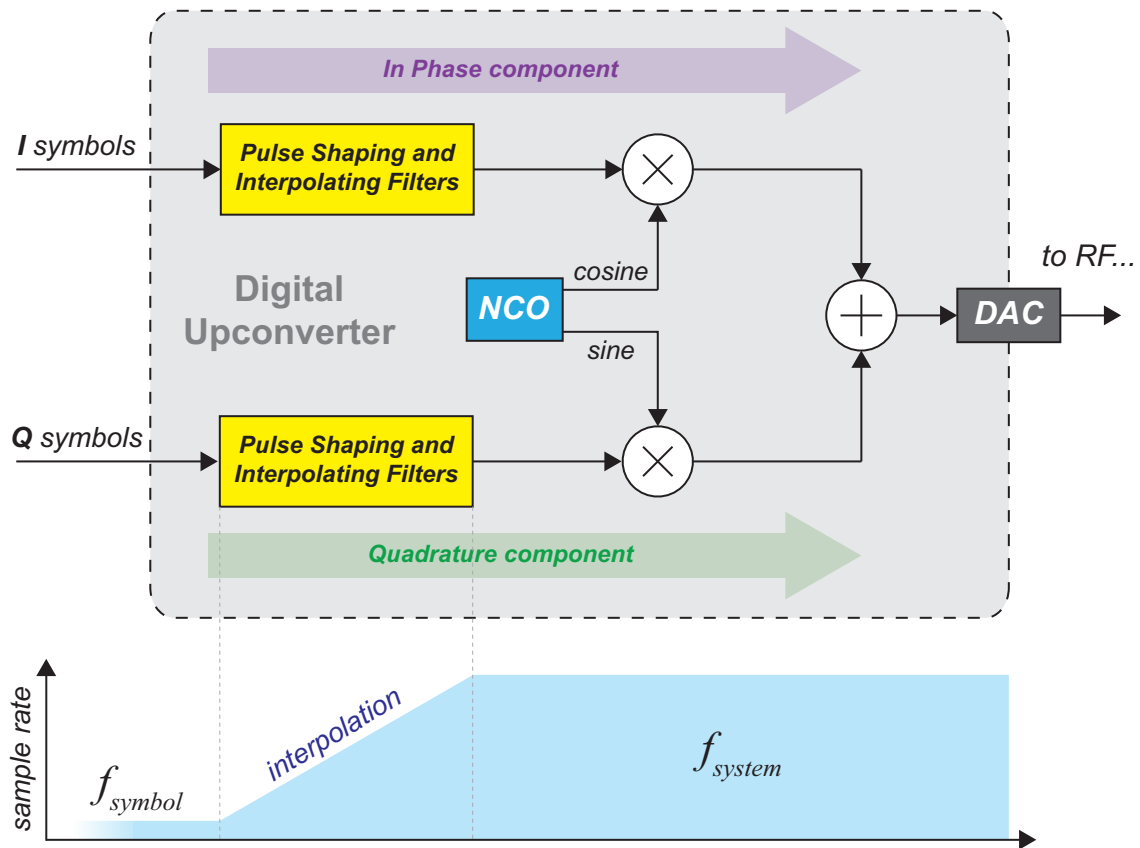 In Phase component
I symbols
Pulse Shaping and
Interpolating Filters
to RF...
cosine
Digital
Upconverter
NCO
DAC
sine
Q symbols
Pulse Shaping and
Interpolating Filters
Quadrature component
sample rate
interpolation
f_symbol
f_system